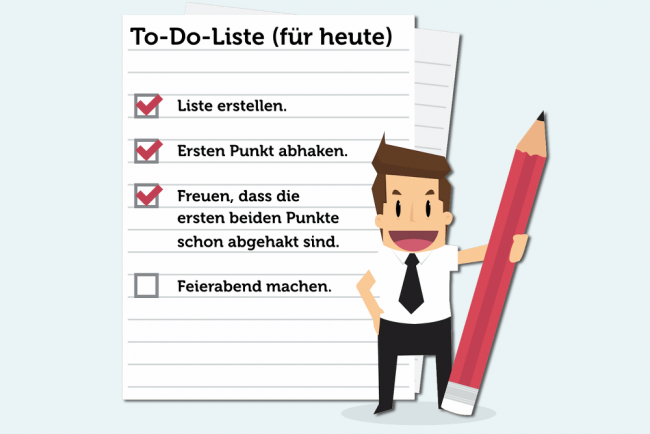 To-Do-Liste (für heute)
Liste erstellen.
Ersten Punkt abhaken.
Freuen, dass die
ersten beiden Punkte
schon abgehakt sind.
Feierabend machen.